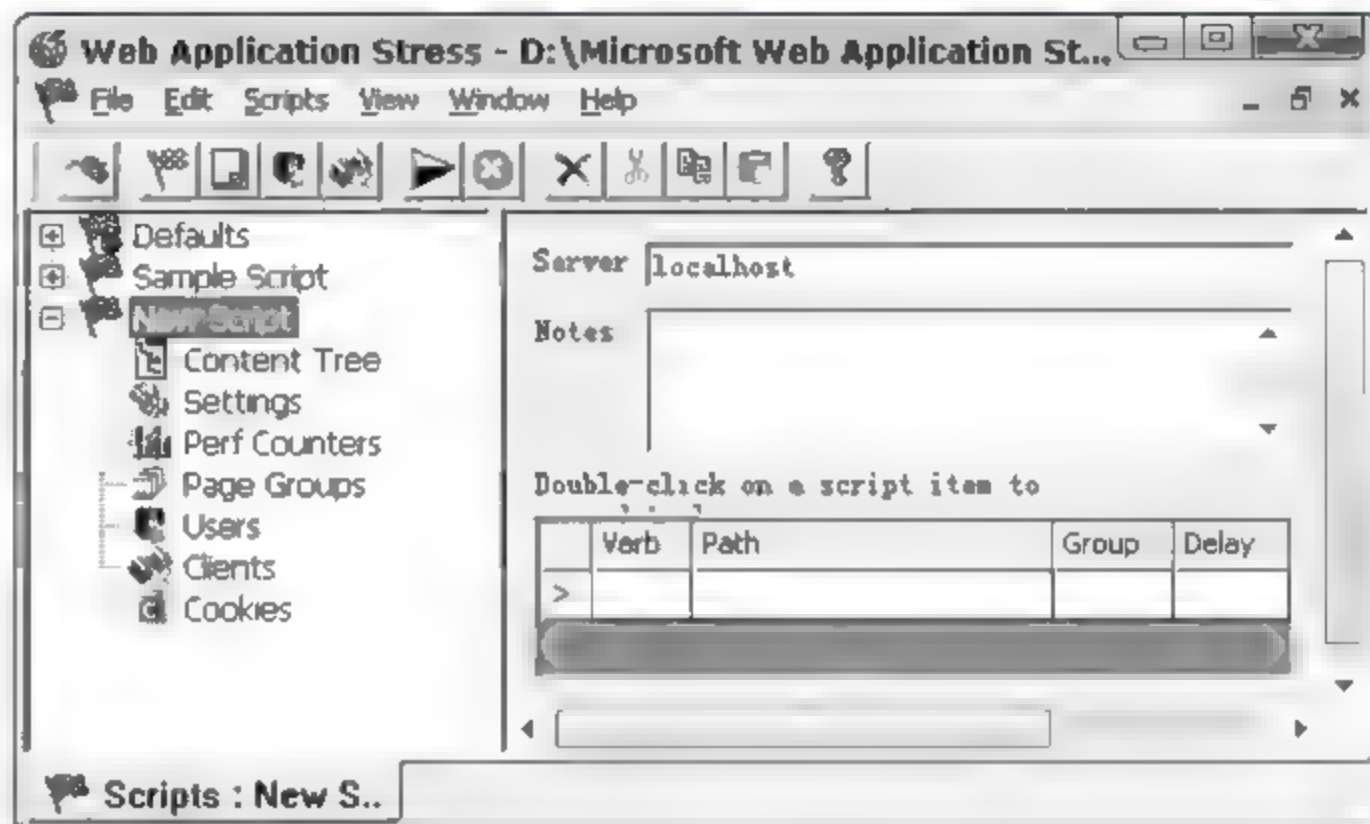 Web Application Stress - D:\Microsoft Web Application St...
File Edit Scripts View Window Help
Defaults
Sample Script
New Script
Content Tree
Settings
Perf Counters
Page Groups
Users
Clients
Cookies
Server localhost
Notes
Double-click on a script item to
Verb Path Group Delay
>
Scripts : New S..